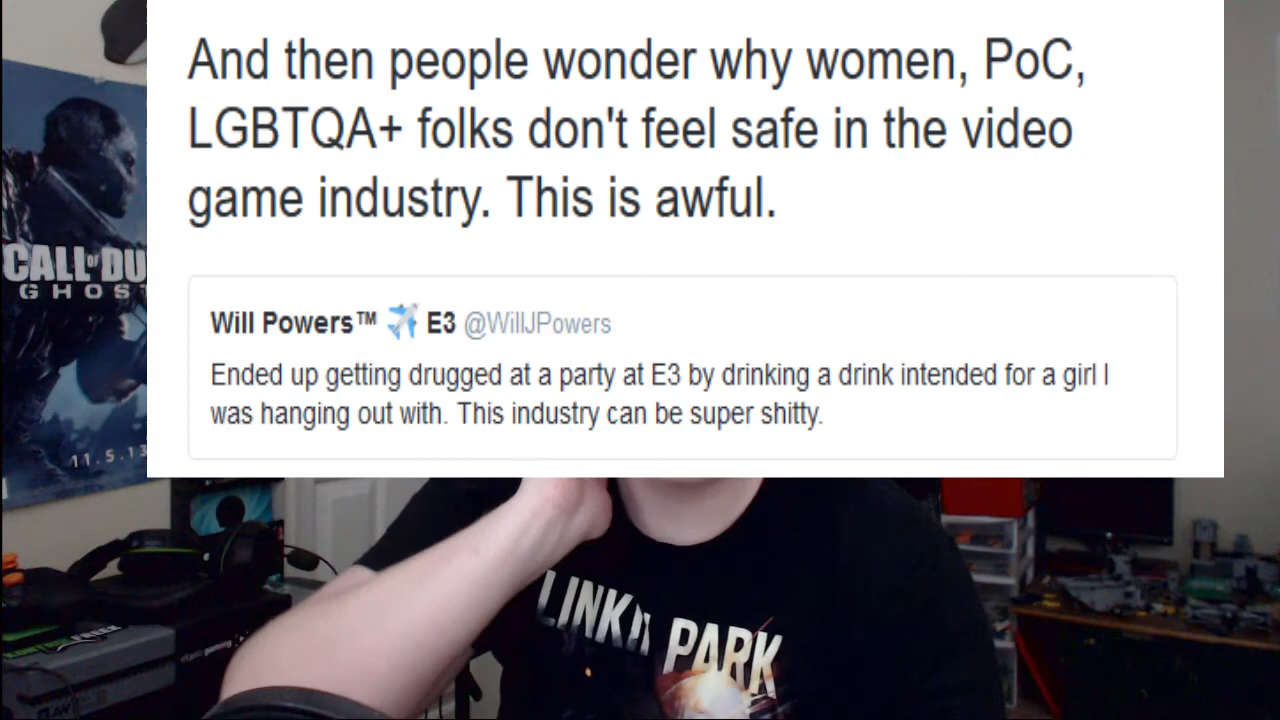 And then people wonder why women, PoC,
LGBTQA+ folks don't feel safe in the video
game industry. This is awful.
Will Powers™ ✈ E3 @WillJPowers
Ended up getting drugged at a party at E3 by drinking a drink intended for a girl I
was hanging out with. This industry can be super shitty.
CALL OF DU
GHOST
11.5.13
LINKIN PARK
elgato gaming